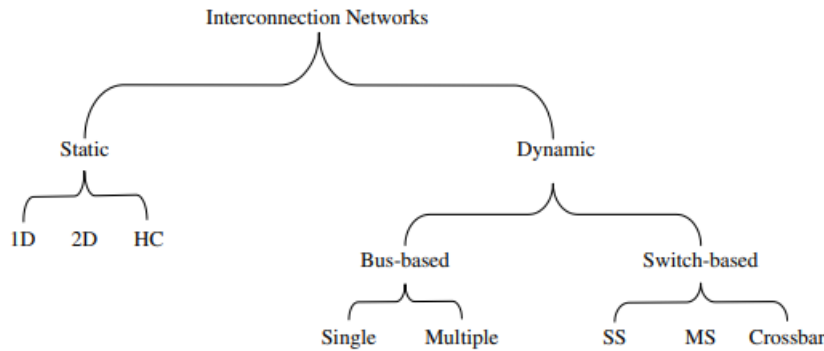 Interconnection Networks
Static Dynamic
1D 2D HC
Bus-based Switch-based
Single Multiple SS MS Crossbar